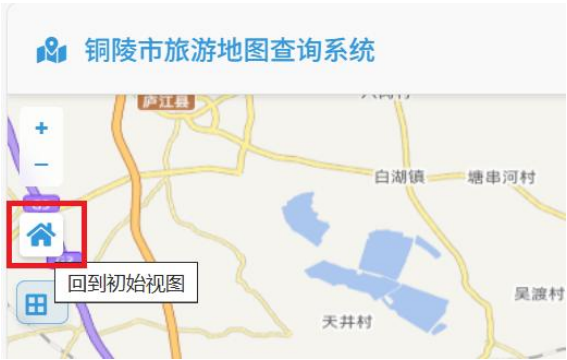 铜陵市旅游地图查询系统
庐江县
+
白湖镇
塘串河村
−
回到初始视图
吴渡村
天井村